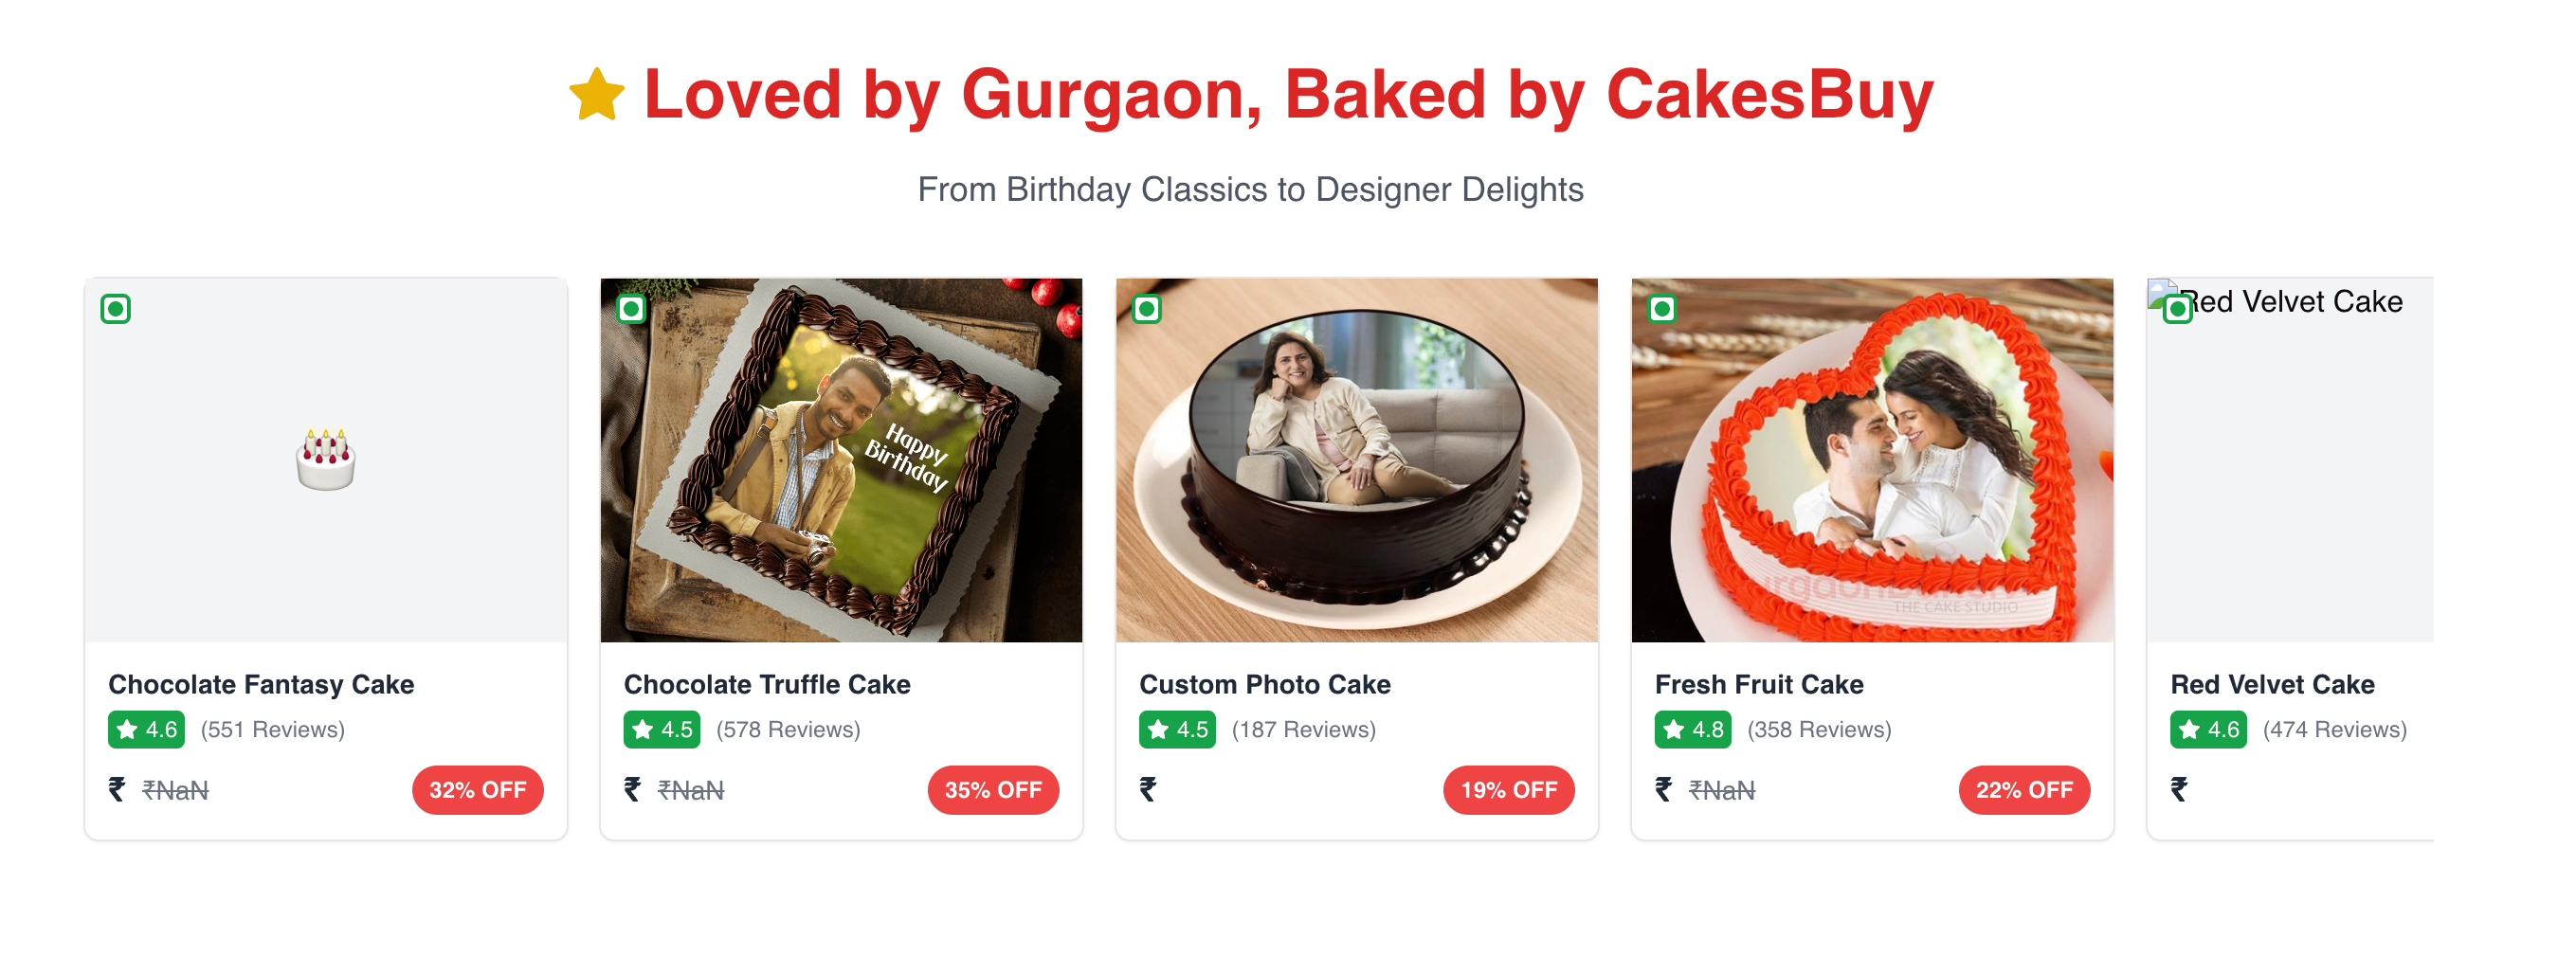 Loved by Gurgaon, Baked by CakesBuy
From Birthday Classics to Designer Delights
Happy
Birthday
THE CAKE STUDIO
Red Velvet Cake
Chocolate Fantasy Cake
4.6 (551 Reviews)
₹ ₹NaN 32% OFF
Chocolate Truffle Cake
4.5 (578 Reviews)
₹ ₹NaN 35% OFF
Custom Photo Cake
4.5 (187 Reviews)
₹ 19% OFF
Fresh Fruit Cake
4.8 (358 Reviews)
₹ ₹NaN 22% OFF
Red Velvet Cake
4.6 (474 Reviews)
₹